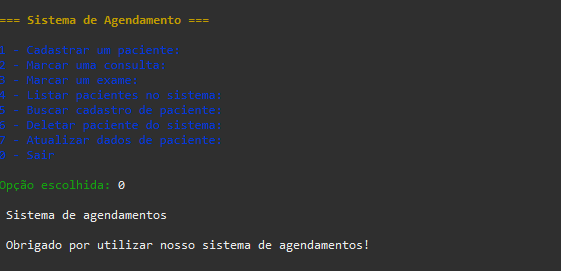 === Sistema de Agendamento ===
1 - Cadastrar um paciente:
2 - Marcar uma consulta:
3 - Marcar um exame:
4 - Listar pacientes no sistema:
5 - Buscar cadastro de paciente:
6 - Deletar paciente do sistema:
7 - Atualizar dados de paciente:
0 - Sair
Opção escolhida: 0
Sistema de agendamentos
Obrigado por utilizar nosso sistema de agendamentos!